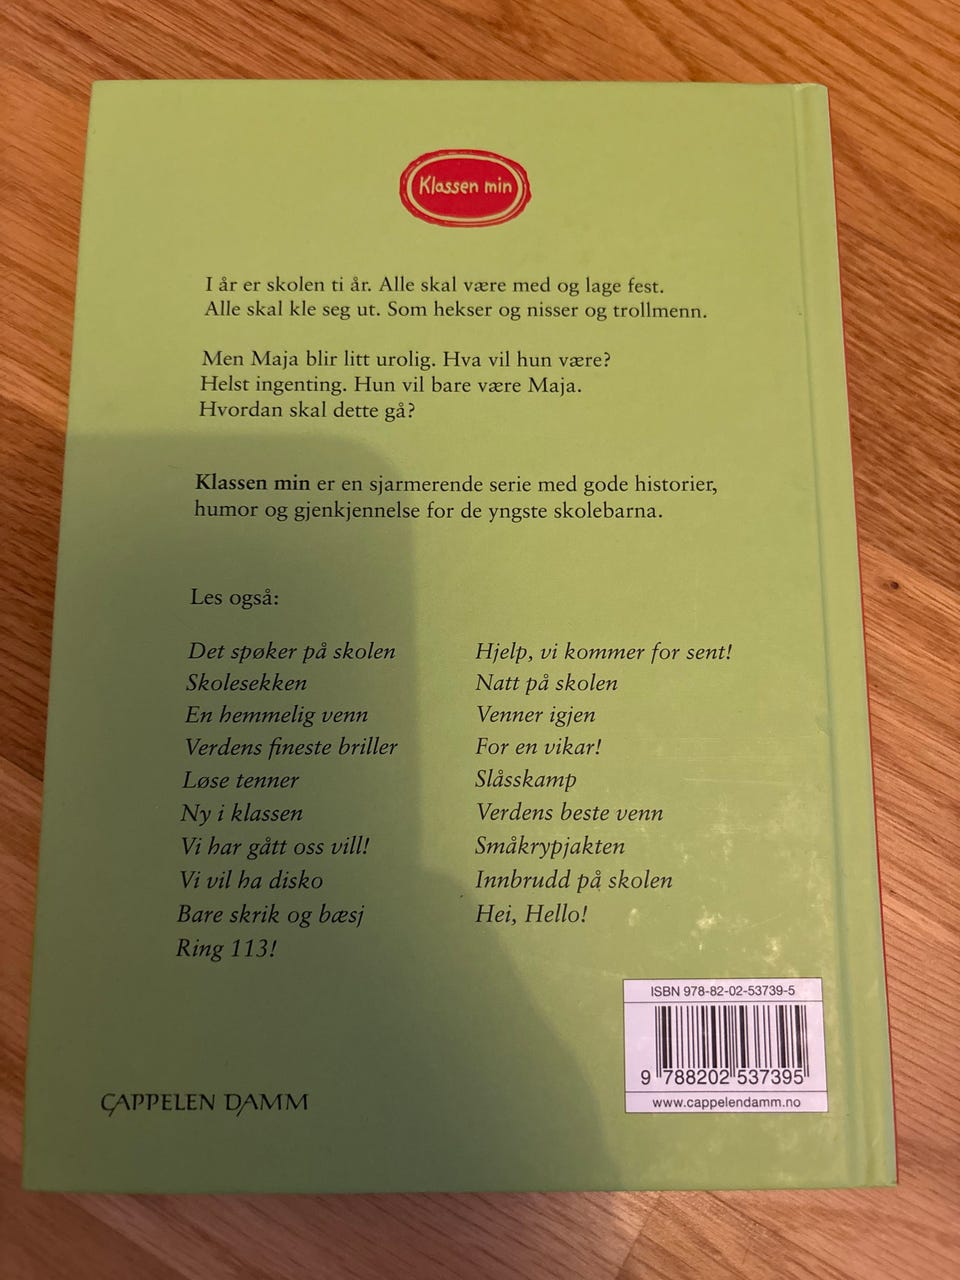 Klassen min
I år er skolen ti år. Alle skal være med og lage fest.
Alle skal kle seg ut. Som hekser og nisser og trollmenn.
Men Maja blir litt urolig. Hva vil hun være?
Helst ingenting. Hun vil bare være Maja.
Hvordan skal dette gå?
Klassen min er en sjarmerende serie med gode historier,
humor og gjenkjennelse for de yngste skolebarna.
Les også:
Det spøker på skolen
Skolesekken
En hemmelig venn
Verdens fineste briller
Løse tenner
Ny i klassen
Vi har gått oss vill!
Vi vil ha disko
Bare skrik og bæsj
Ring 113!
Hjelp, vi kommer for sent!
Natt på skolen
Venner igjen
For en vikar!
Slåsskamp
Verdens beste venn
Småkrypjakten
Innbrudd på skolen
Hei, Hello!
ISBN 978-82-02-53739-5
9 788202 537395
www.cappelendamm.no
CAPPELEN DAMM